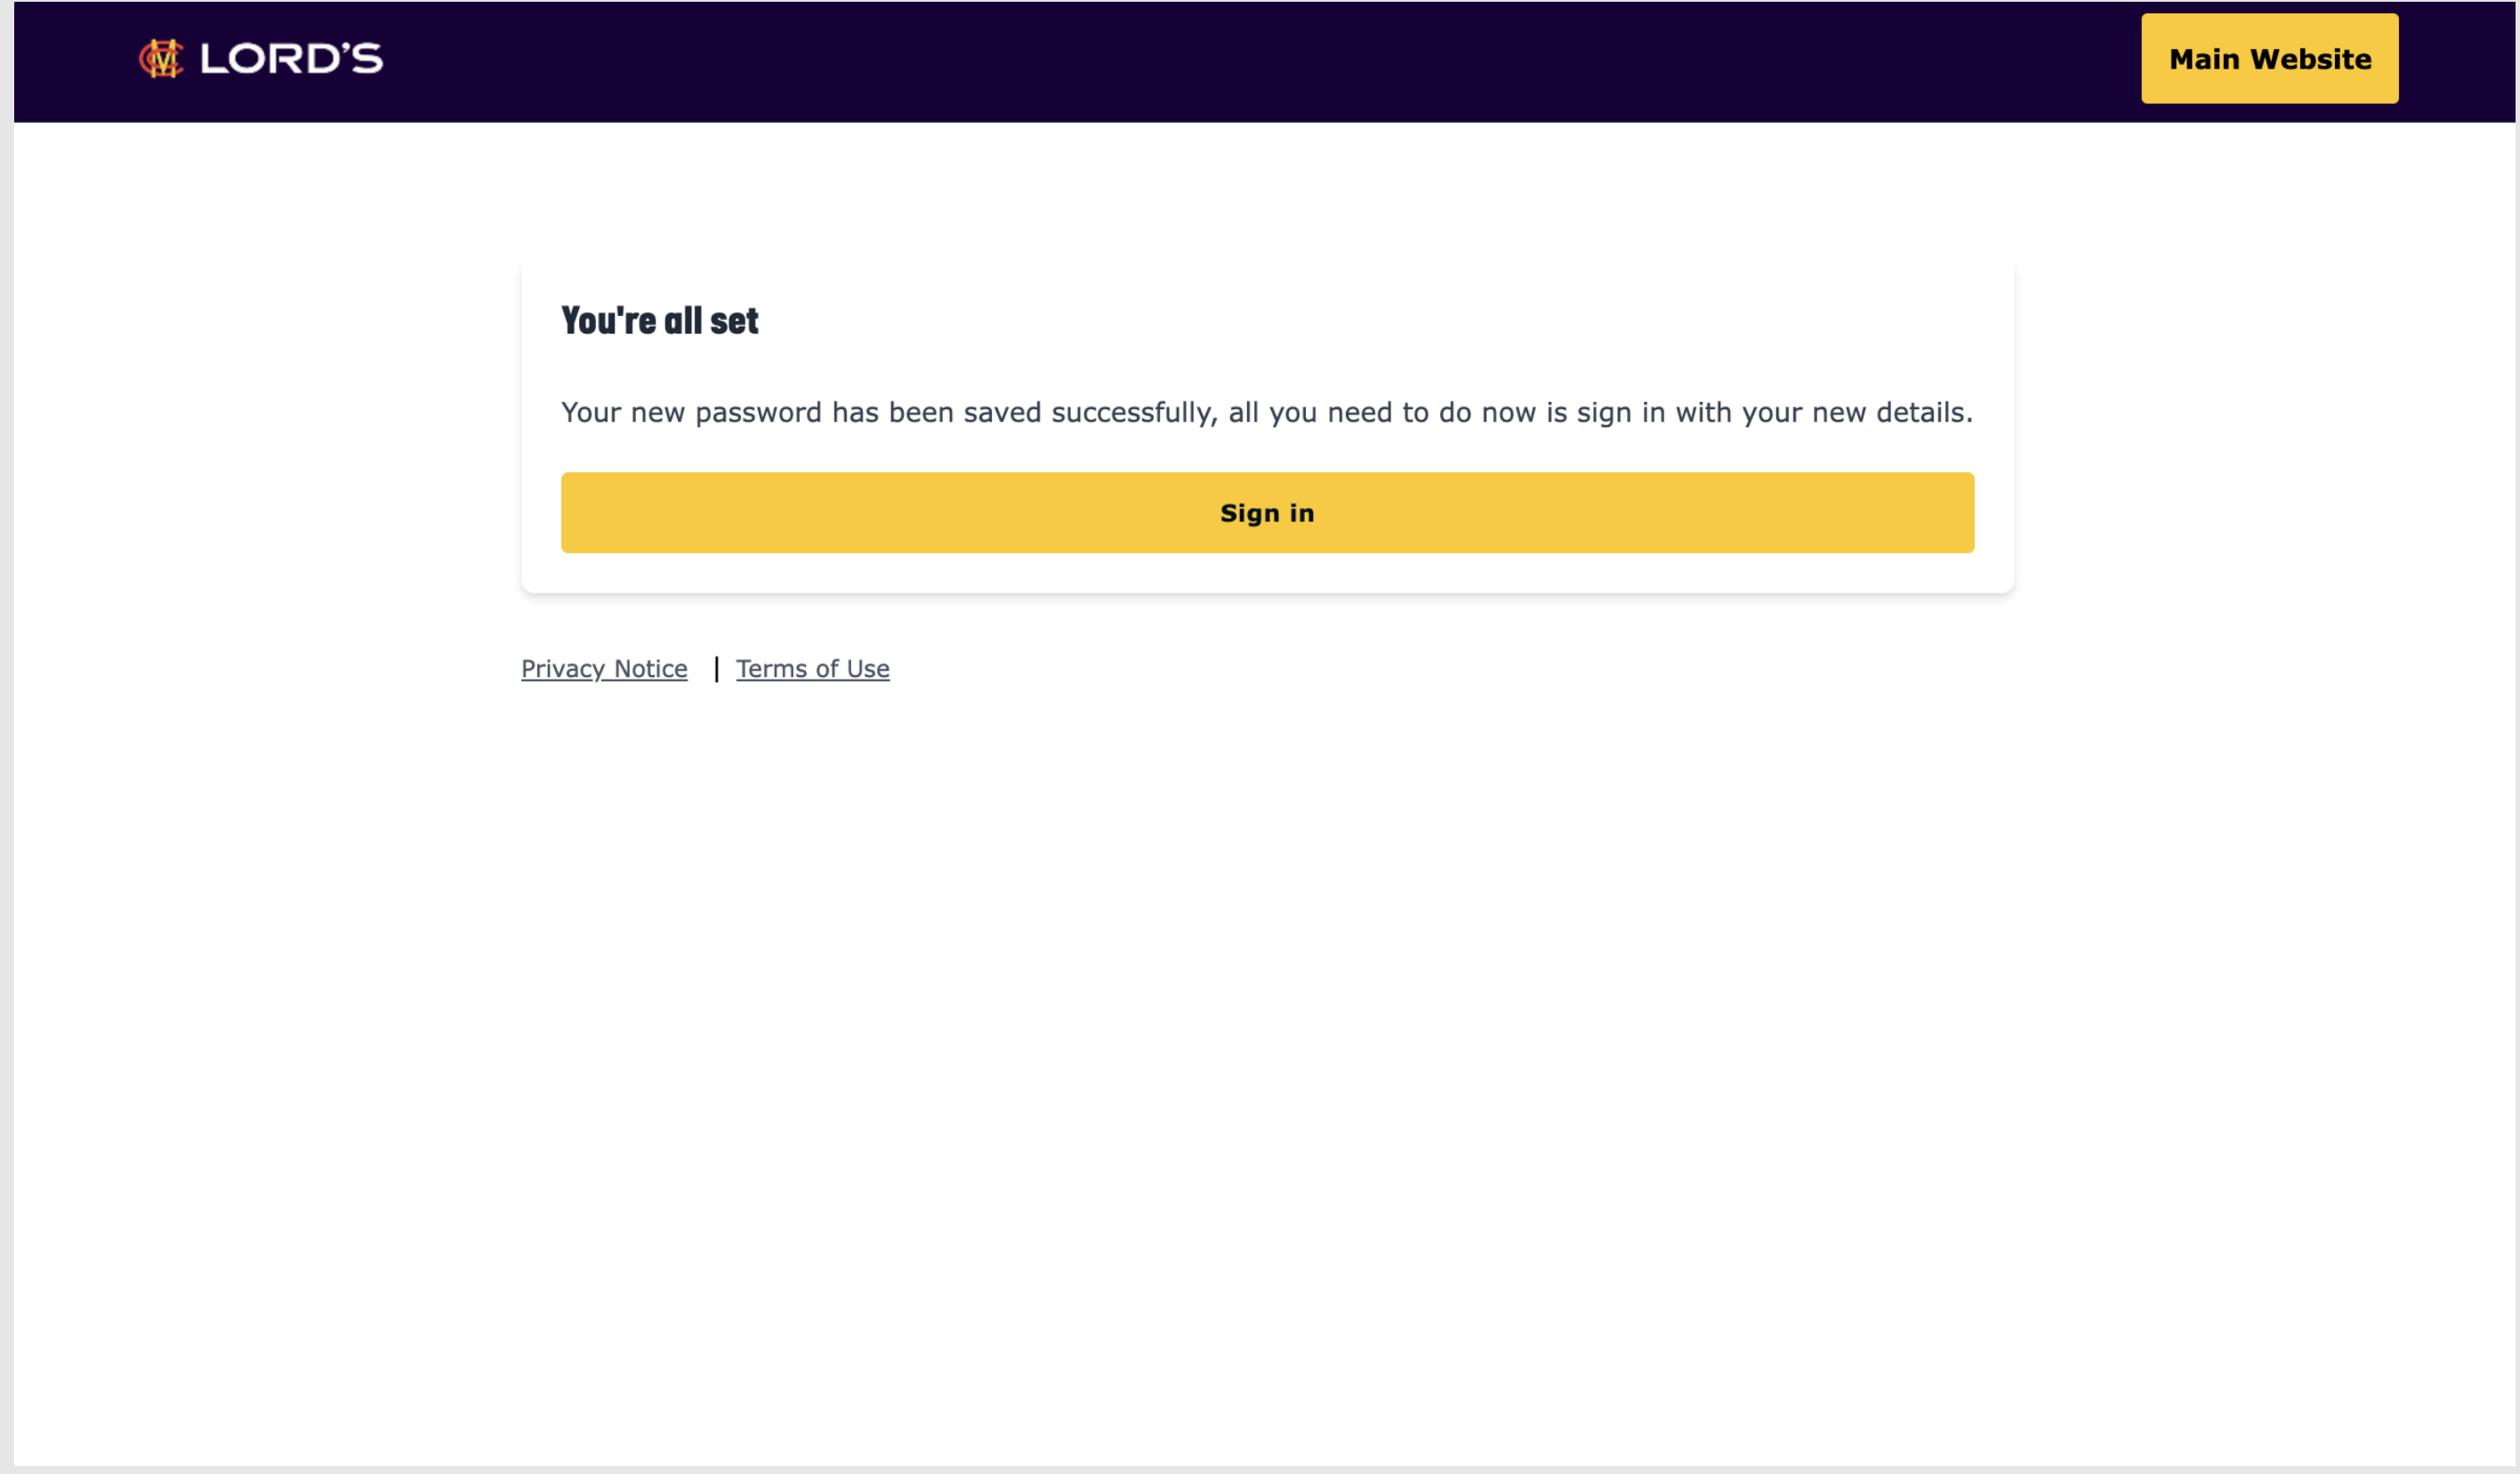 MCC LORD'S
Main Website
You're all set
Your new password has been saved successfully, all you need to do now is sign in with your new details.
Sign in
Privacy Notice | Terms of Use